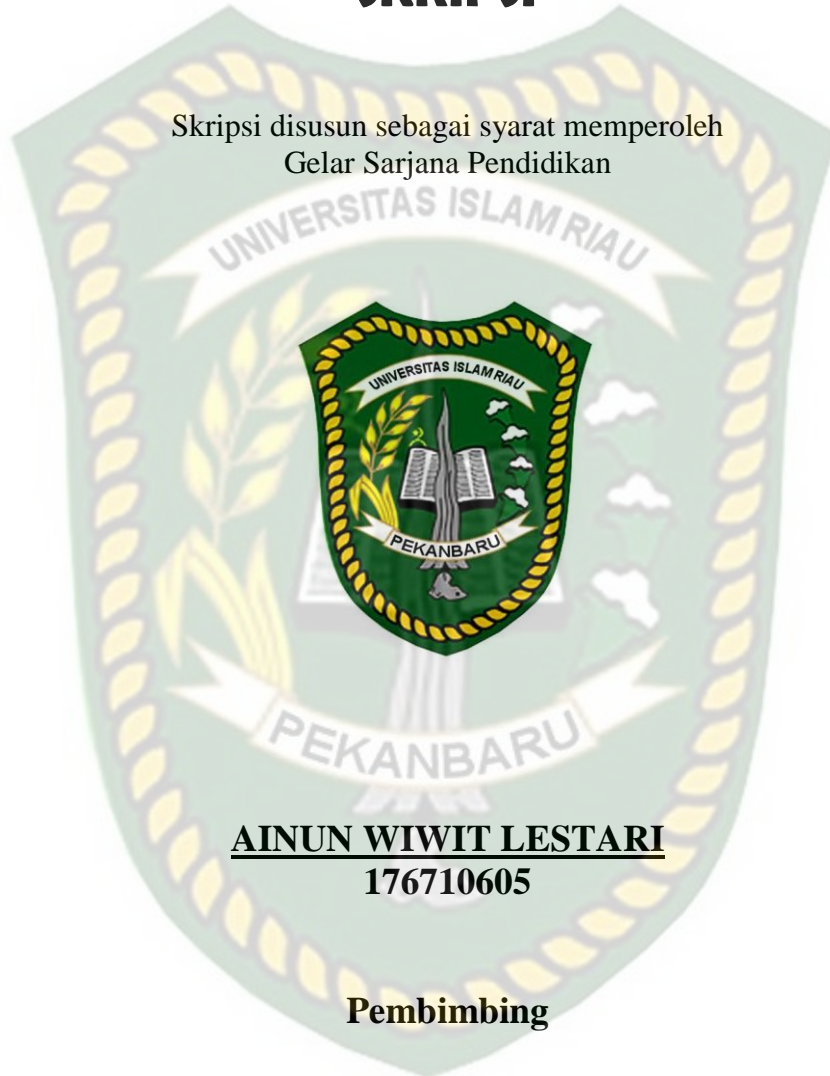 SKRIPSI
Skripsi disusun sebagai syarat memperoleh
Gelar Sarjana Pendidikan
UNIVERSITAS ISLAM RIAU
UNIVERSITAS ISLAM RIAU
PEKANBARU
PEKANBARU
AINUN WIWIT LESTARI
176710605
Pembimbing